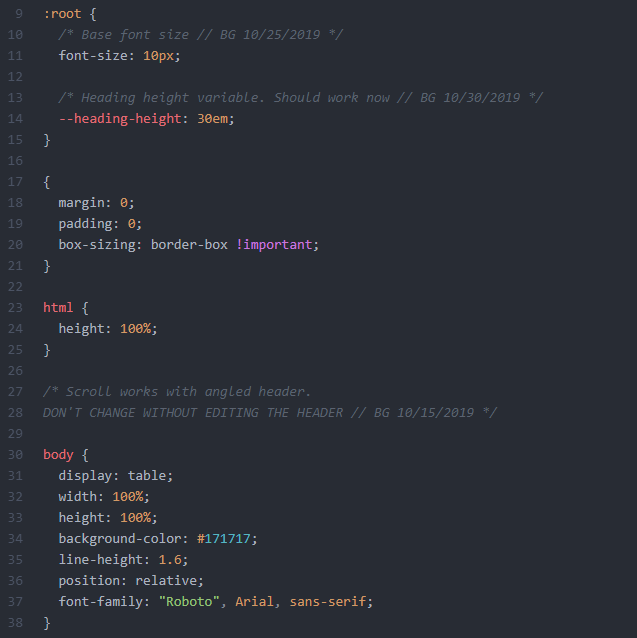 9 :root {
10   /* Base font size // BG 10/25/2019 */
11   font-size: 10px;
12
13   /* Heading height variable. Should work now // BG 10/30/2019 */
14   --heading-height: 30em;
15 }
16
17 {
18   margin: 0;
19   padding: 0;
20   box-sizing: border-box !important;
21 }
22
23 html {
24   height: 100%;
25 }
26
27 /* Scroll works with angled header.
28 DON'T CHANGE WITHOUT EDITING THE HEADER // BG 10/15/2019 */
29
30 body {
31   display: table;
32   width: 100%;
33   height: 100%;
34   background-color: #171717;
35   line-height: 1.6;
36   position: relative;
37   font-family: "Roboto", Arial, sans-serif;
38 }